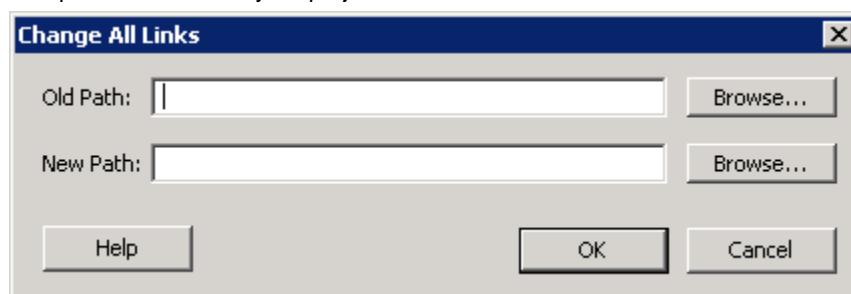 Change All Links
Old Path:
Browse...
New Path:
Browse...
Help
OK
Cancel